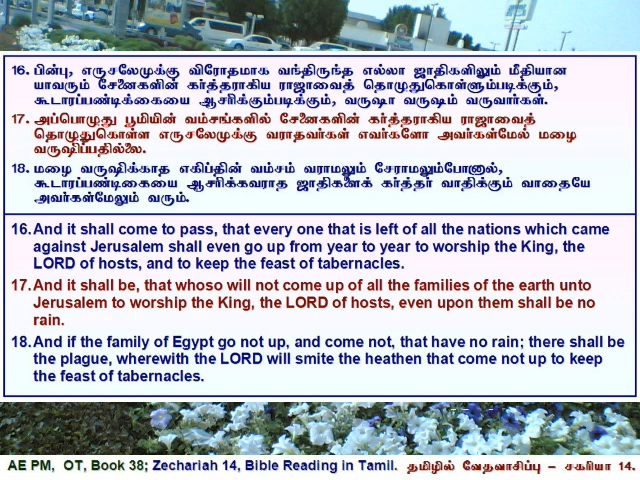 16. பின்பு, எருசலேமுக்கு விரோதமாக வந்திருந்த எல்லா ஜாதிகளிலும் மீதியான
யாவரும் சேனைகளின் கர்த்தராகிய ராஜாவைத் தொழுதுகொள்ளும்படிக்கும்,
கூடாரப்பண்டிக்கையை ஆசரிக்கும்படிக்கும், வருஷா வருஷம் வருவார்கள்.
17. அப்பொழுது பூமியின் வம்சங்களில் சேனைகளின் கர்த்தராகிய ராஜாவைத்
தொழுதுகொள்ள எருசலேமுக்கு வராதவர்கள் எவர்களோ அவர்கள்மேல் மழை
வருஷிப்பதில்லை.
18. மழை வருஷிக்காத எகிப்தின் வம்சம் வராமலும் சேராமலும்போனால்,
கூடாரப்பண்டிகையை ஆசரிக்கவராத ஜாதிகளைக் கர்த்தர் வாதிக்கும் வாதையே
அவர்கள்மேலும் வரும்.
16. And it shall come to pass, that every one that is left of all the nations which came
against Jerusalem shall even go up from year to year to worship the King, the
LORD of hosts, and to keep the feast of tabernacles.
17. And it shall be, that whoso will not come up of all the families of the earth unto
Jerusalem to worship the King, the LORD of hosts, even upon them shall be no
rain.
18. And if the family of Egypt go not up, and come not, that have no rain; there shall be
the plague, wherewith the LORD will smite the heathen that come not up to keep
the feast of tabernacles.
AE PM, OT, Book 38; Zechariah 14, Bible Reading in Tamil. தமிழில் வேதவாசிப்பு – சகரியா 14.